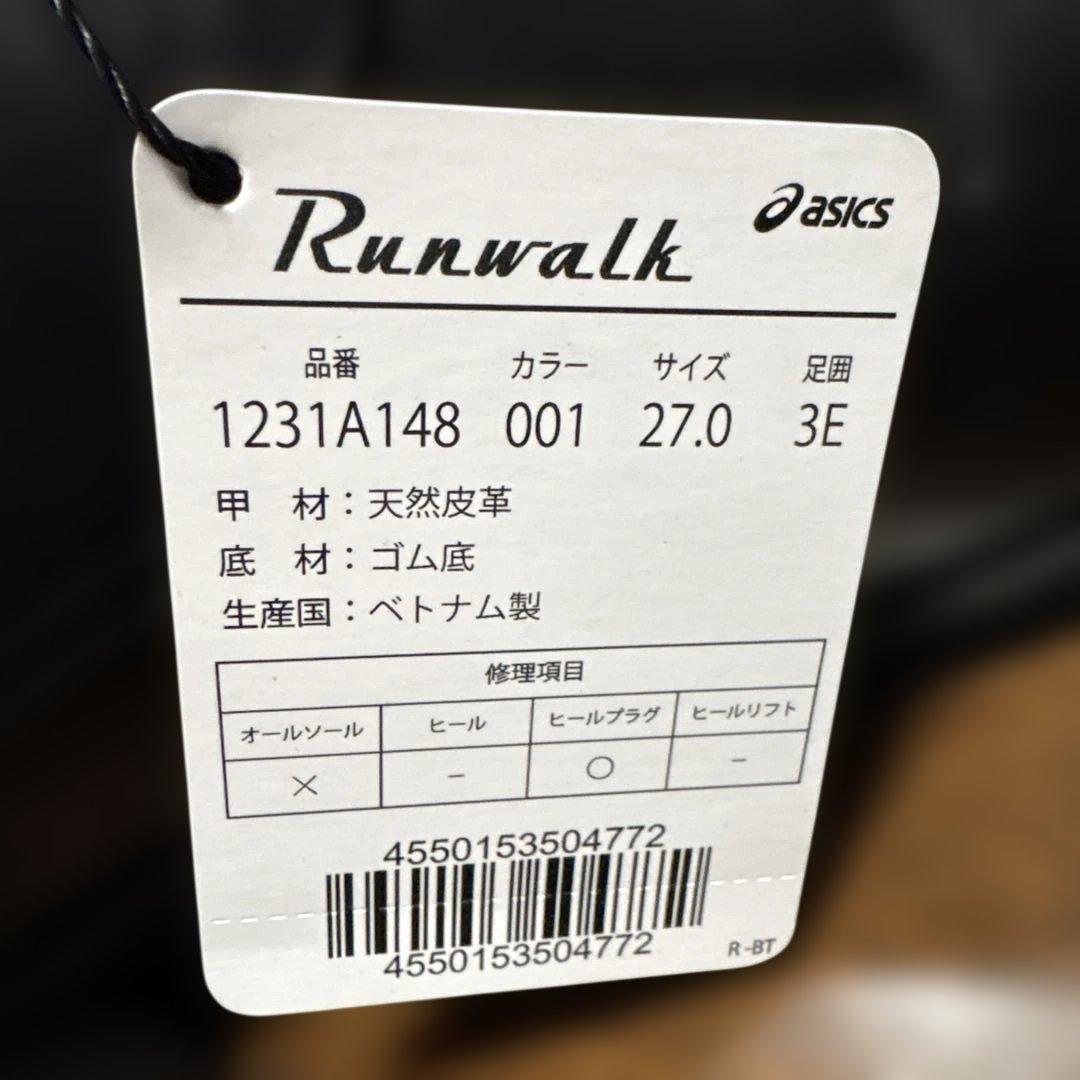 Runwalk asics
品番 カラー サイズ 足囲
1231A148 001 27.0 3E
甲 材：天然皮革
底 材：ゴム底
生産国：ベトナム製
修理項目
オールソール ヒール ヒールプラグ ヒールリフト
× － ○ －
4550153504772
4550153504772
R-BT